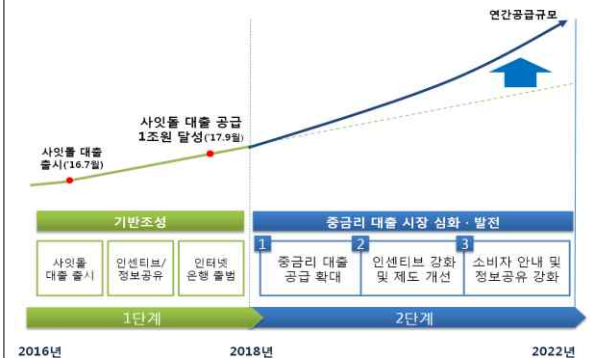 연간공급규모
사잇돌 대출 공급
1조원 달성('17.9월)
사잇돌 대출
출시('16.7월)
기반조성
중금리 대출 시장 심화·발전
사잇돌
대출 출시
인센티브/
정보공유
인터넷
은행 출범
1
중금리 대출
공급 확대
2
인센티브 강화
및 제도 개선
3
소비자 안내 및
정보공유 강화
1단계
2단계
2016년
2018년
2022년